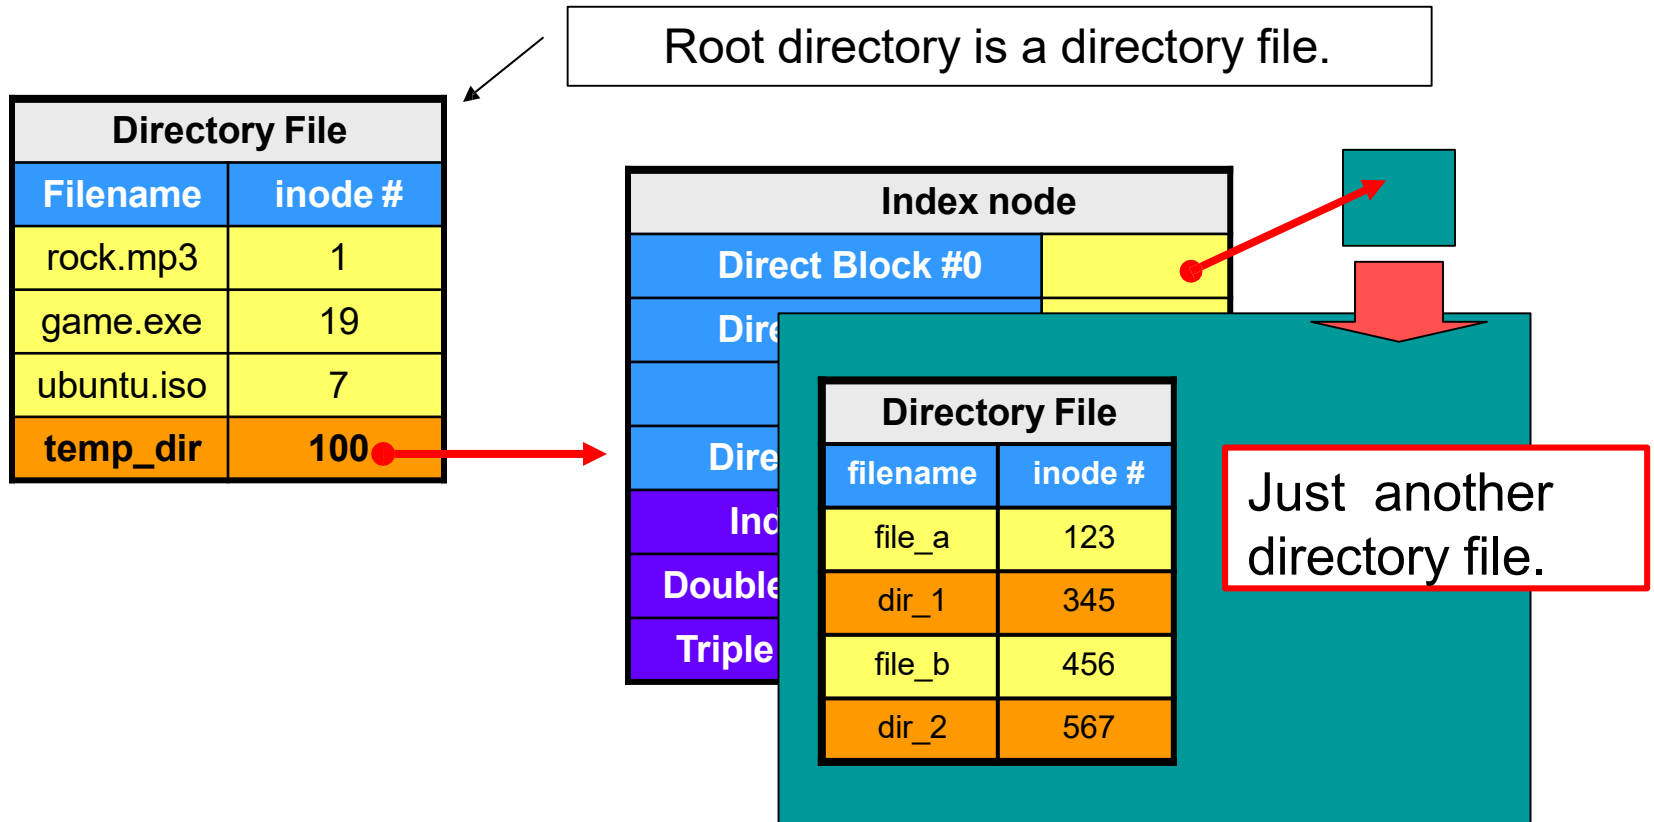 Root directory is a directory file.
Directory File
Filename inode #
rock.mp3 1
game.exe 19
ubuntu.iso 7
temp_dir 100
Index node
Direct Block #0
Dire
Dire
Ind
Double
Triple
Directory File
filename inode #
file_a 123
dir_1 345
file_b 456
dir_2 567
Just another
directory file.